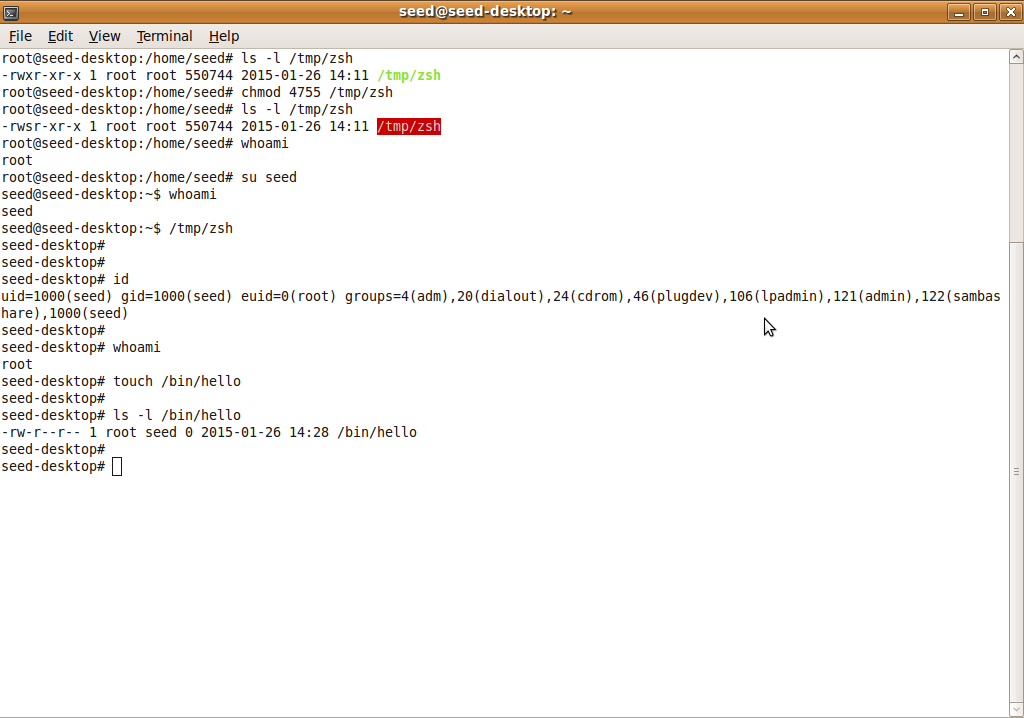 seed@seed-desktop: ~
File Edit View Terminal Help
root@seed-desktop:/home/seed# ls -l /tmp/zsh
-rwxr-xr-x 1 root root 550744 2015-01-26 14:11 /tmp/zsh
root@seed-desktop:/home/seed# chmod 4755 /tmp/zsh
root@seed-desktop:/home/seed# ls -l /tmp/zsh
-rwsr-xr-x 1 root root 550744 2015-01-26 14:11 /tmp/zsh
root@seed-desktop:/home/seed# whoami
root
root@seed-desktop:/home/seed# su seed
seed@seed-desktop:~$ whoami
seed
seed@seed-desktop:~$ /tmp/zsh
seed-desktop#
seed-desktop#
seed-desktop# id
uid=1000(seed) gid=1000(seed) euid=0(root) groups=4(adm),20(dialout),24(cdrom),46(plugdev),106(lpadmin),121(admin),122(sambas
hare),1000(seed)
seed-desktop#
seed-desktop# whoami
root
seed-desktop# touch /bin/hello
seed-desktop#
seed-desktop# ls -l /bin/hello
-rw-r--r-- 1 root seed 0 2015-01-26 14:28 /bin/hello
seed-desktop#
seed-desktop#